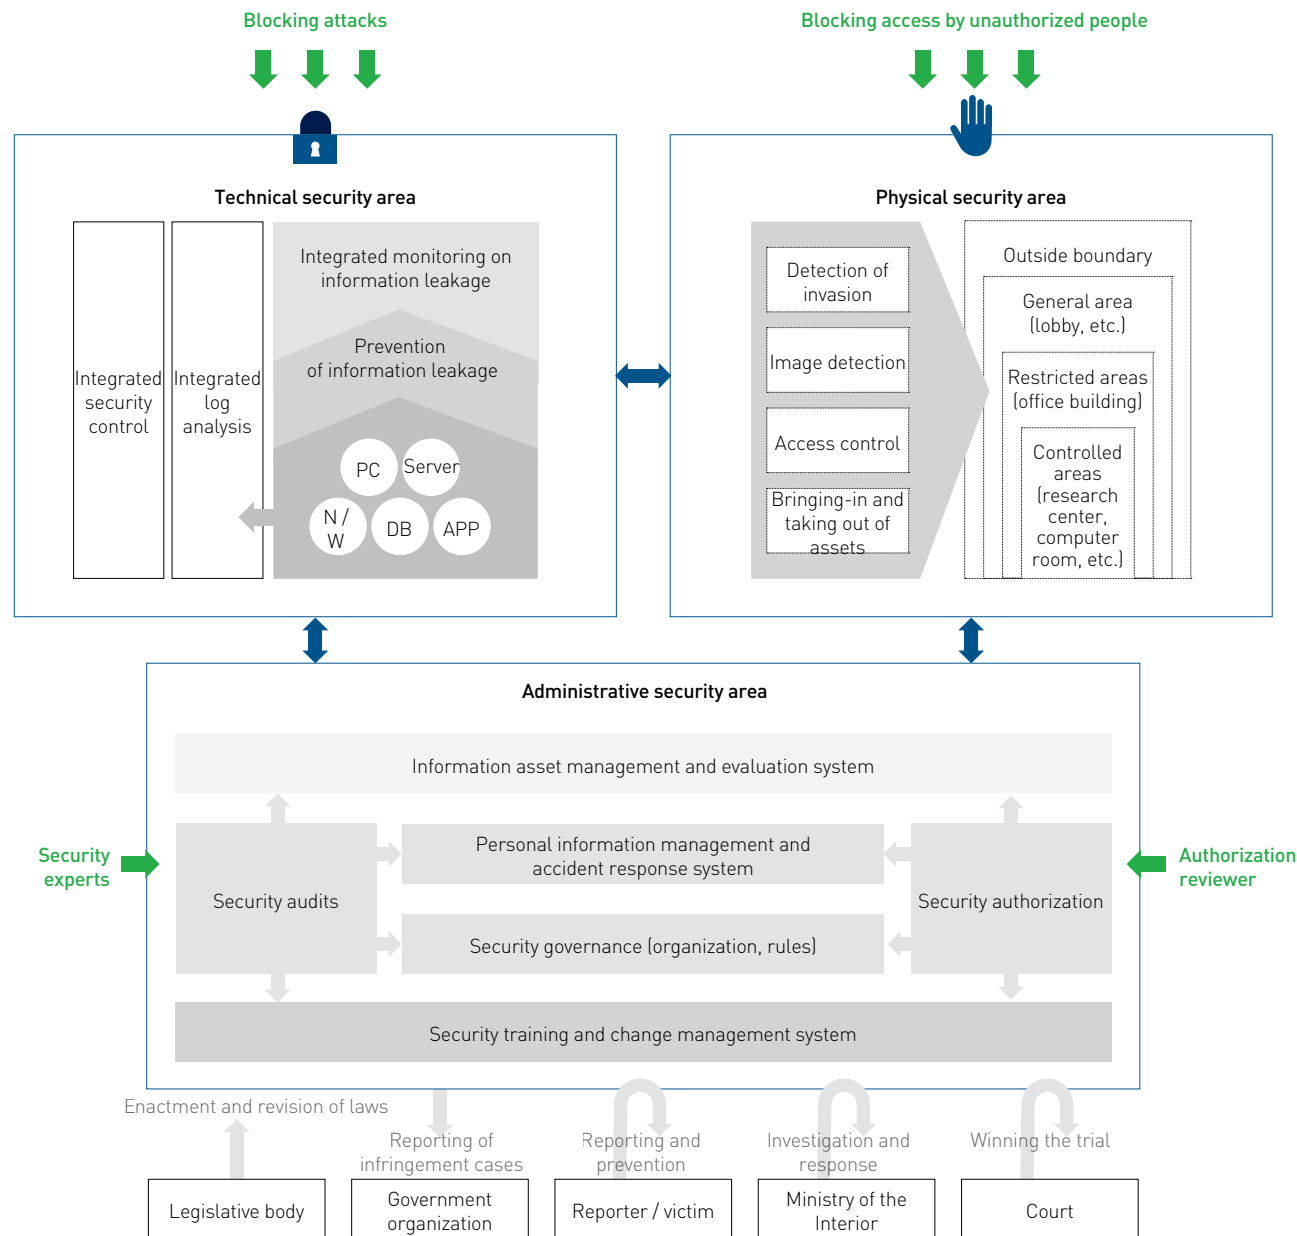 Blocking attacks
Blocking access by unauthorized people
Technical security area
Integrated
security
control
Integrated
log
analysis
Integrated monitoring on
information leakage
Prevention
of information leakage
PC
Server
N /
W
DB
APP
Physical security area
Detection of
invasion
Image detection
Access control
Bringing-in and
taking out of
assets
Outside boundary
General area
(lobby, etc.)
Restricted areas
(office building)
Controlled
areas
(research
center,
computer
room, etc.)
Administrative security area
Information asset management and evaluation system
Security
experts
Security audits
Personal information management and
accident response system
Security governance (organization, rules)
Security authorization
Authorization
reviewer
Security training and change management system
Enactment and revision of laws
Reporting of
infringement cases
Reporting and
prevention
Investigation and
response
Winning the trial
Legislative body
Government
organization
Reporter / victim
Ministry of the
Interior
Court